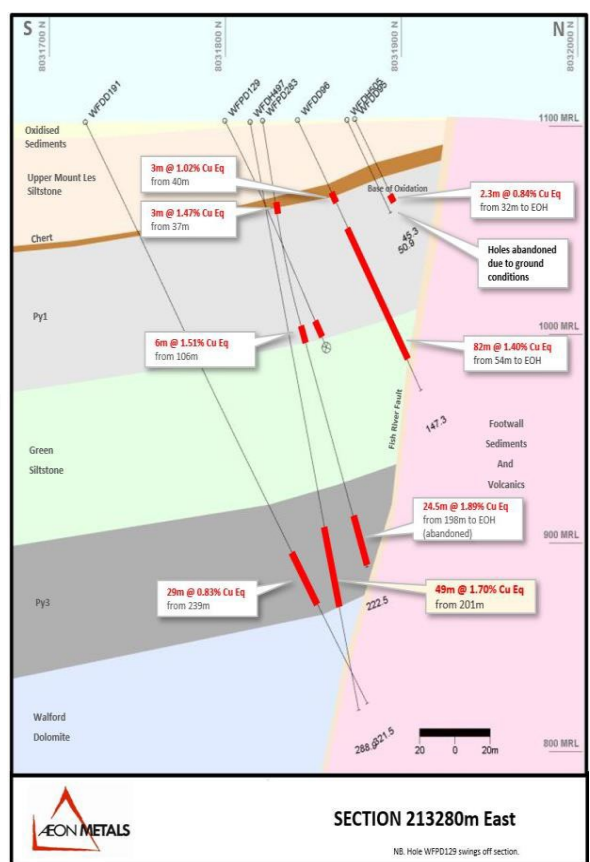 S
N
8031700 N
8031800 N
8031900 N
8032000 N
WFDD191
WFPD129
WFDH497
WFPD283
WFDD96
WFDH505
WFDD95
1100 MRL
Oxidised
Sediments
Upper Mount Les
Siltstone
Chert
3m @ 1.02% Cu Eq
from 40m
3m @ 1.47% Cu Eq
from 37m
Base of Oxidation
2.3m @ 0.84% Cu Eq
from 32m to EOH
45.3
50.9
Holes abandoned
due to ground
conditions
Py1
1000 MRL
6m @ 1.51% Cu Eq
from 106m
82m @ 1.40% Cu Eq
from 54m to EOH
147.3
Fish River Fault
Footwall
Sediments
And
Volcanics
Green
Siltstone
24.5m @ 1.89% Cu Eq
from 198m to EOH
(abandoned)
900 MRL
29m @ 0.83% Cu Eq
from 239m
49m @ 1.70% Cu Eq
from 201m
Py3
222.5
Walford
Dolomite
321.5
20 0 20m
800 MRL
ÆON METALS
SECTION 213280m East
NB. Hole WFPD129 swings off section.